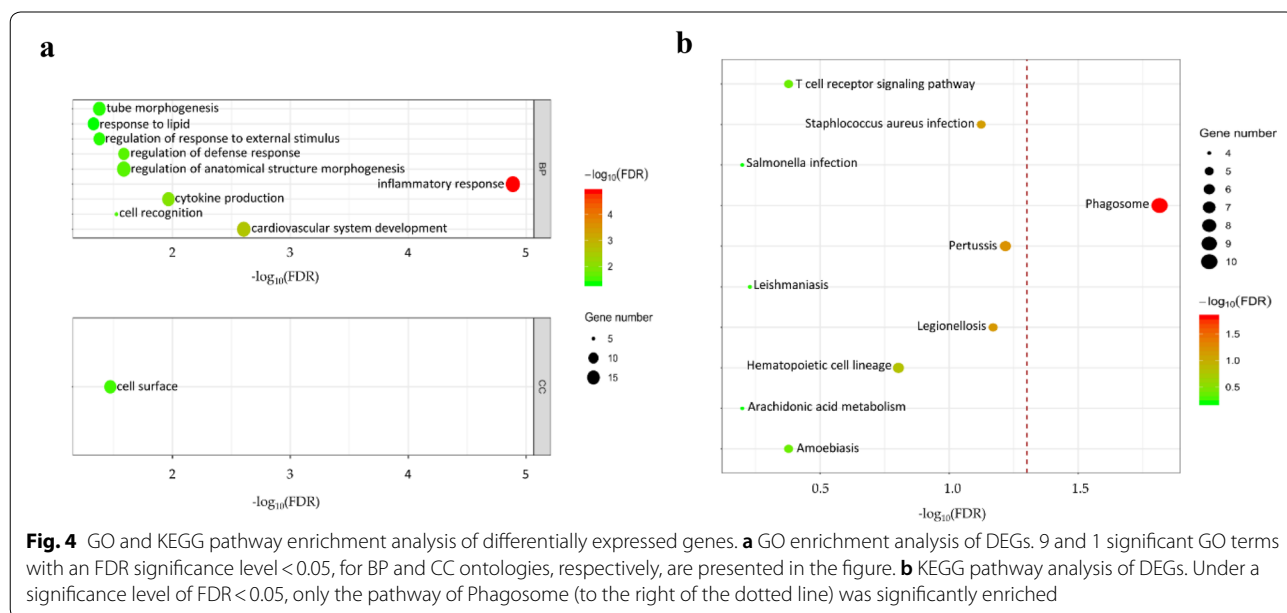 a
tube morphogenesis
response to lipid
regulation of response to external stimulus
regulation of defense response
regulation of anatomical structure morphogenesis
inflammatory response
cytokine production
cell recognition
cardiovascular system development
BP
2 3 4 5
-log10(FDR)
cell surface
CC
2 3 4 5
-log10(FDR)
−log10(FDR)
4
3
2
Gene number
5
10
15
b
T cell receptor signaling pathway
Staphlococcus aureus infection
Salmonella infection
Phagosome
Pertussis
Leishmaniasis
Legionellosis
Hematopoietic cell lineage
Arachidonic acid metabolism
Amoebiasis
0.5 1.0 1.5
-log10(FDR)
Gene number
4
5
6
7
8
9
10
−log10(FDR)
1.5
1.0
0.5
Fig. 4 GO and KEGG pathway enrichment analysis of differentially expressed genes. a GO enrichment analysis of DEGs. 9 and 1 significant GO terms
with an FDR significance level < 0.05, for BP and CC ontologies, respectively, are presented in the figure. b KEGG pathway analysis of DEGs. Under a
significance level of FDR < 0.05, only the pathway of Phagosome (to the right of the dotted line) was significantly enriched